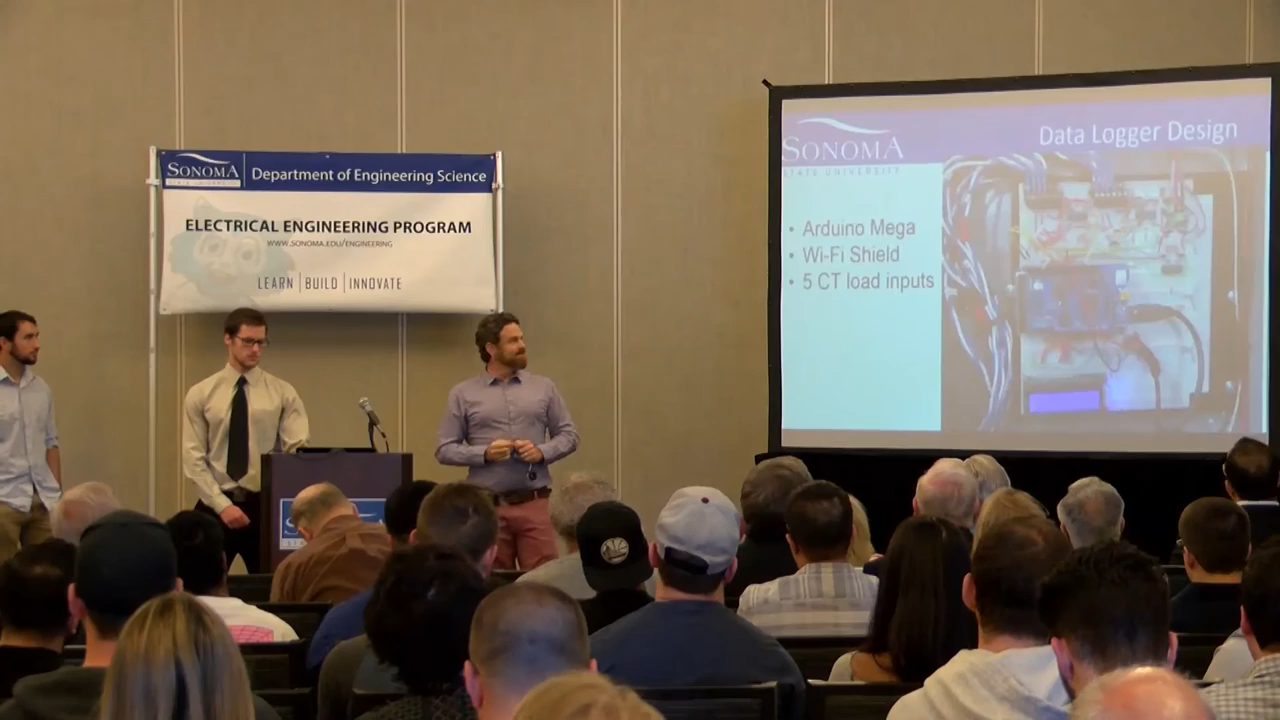 SONOMA
STATE UNIVERSITY
Department of Engineering Science
ELECTRICAL ENGINEERING PROGRAM
WWW.SONOMA.EDU/ENGINEERING
LEARN | BUILD | INNOVATE
SONOMA
STATE UNIVERSITY
Data Logger Design
• Arduino Mega
• Wi-Fi Shield
• 5 CT load inputs